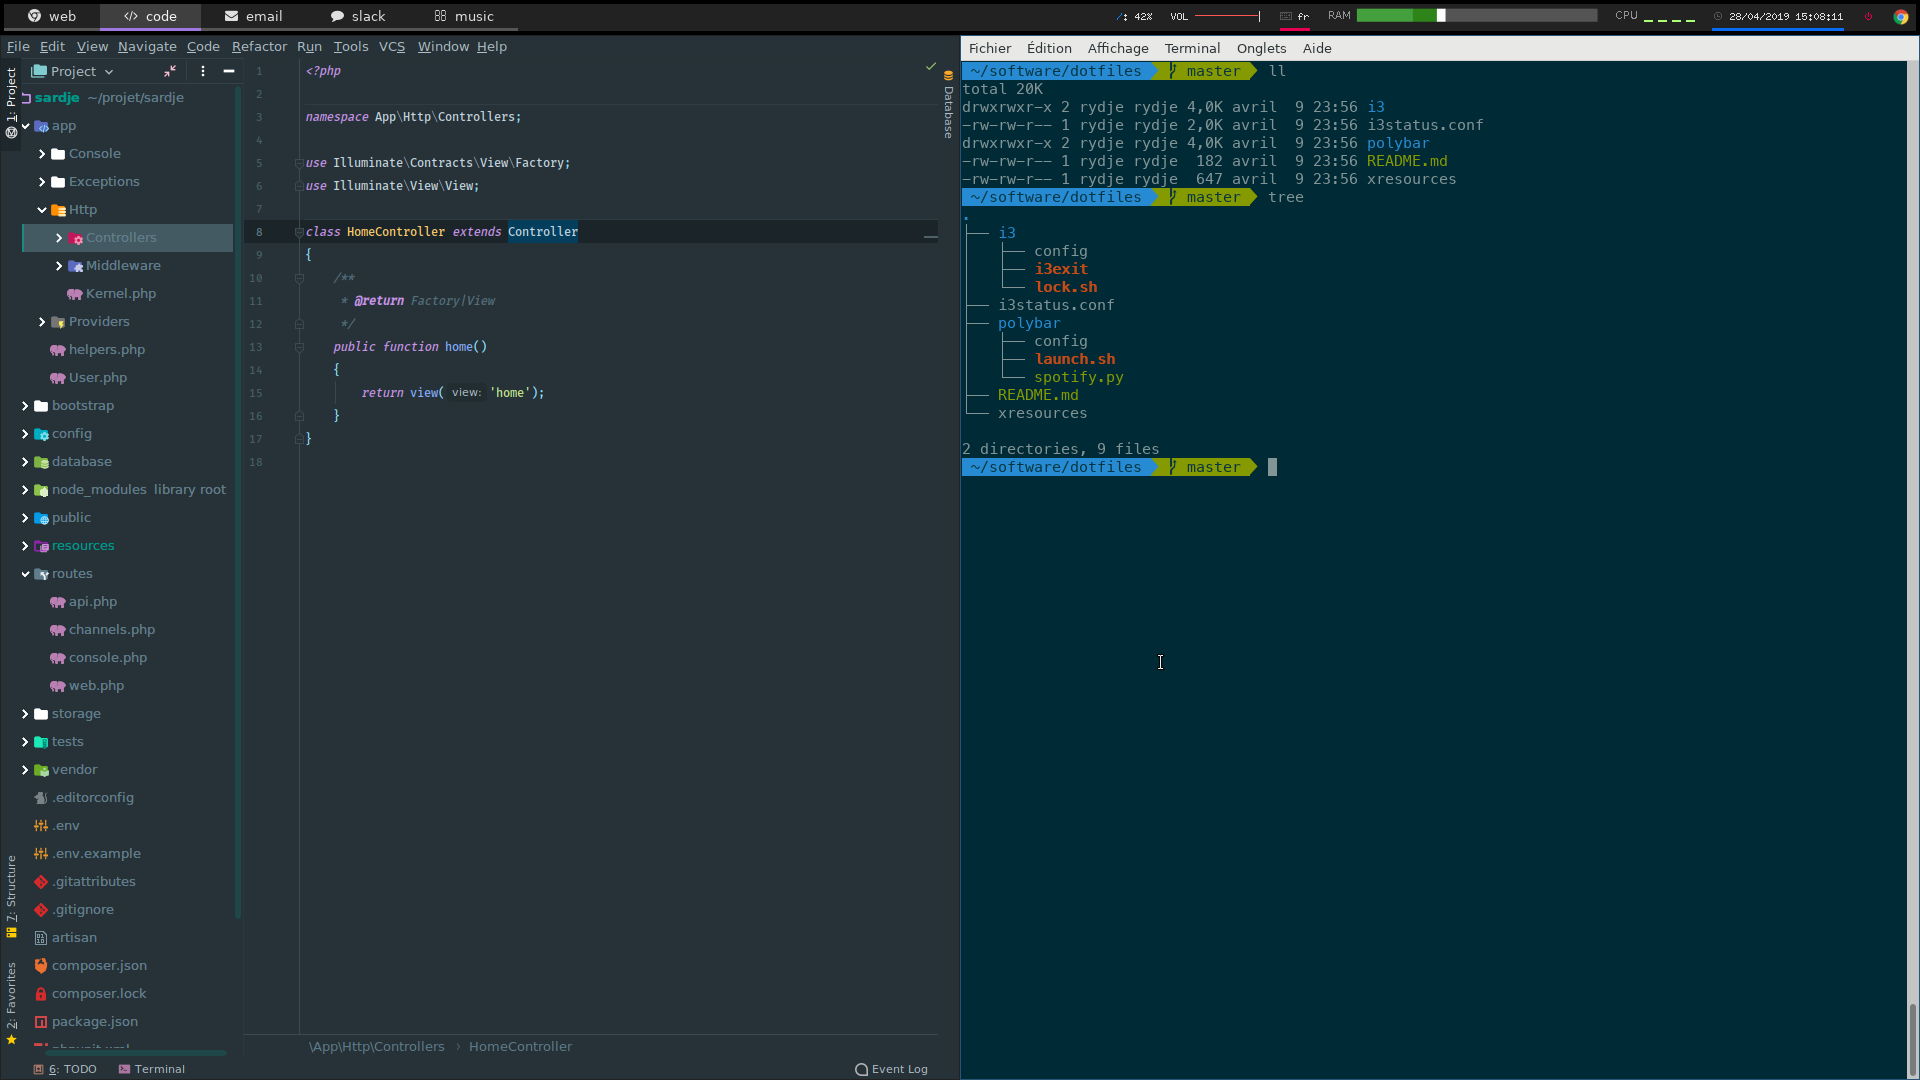 web
code
email
slack
music
/: 42%
VOL
fr
RAM
CPU
28/04/2019 15:08:11
File Edit View Navigate Code Refactor Run Tools VCS Window Help
1: Project
7: Structure
2: Favorites
Project
sardje ~/projet/sardje
app
Console
Exceptions
Http
Controllers
Middleware
Kernel.php
Providers
helpers.php
User.php
bootstrap
config
database
node_modules library root
public
resources
routes
api.php
channels.php
console.php
web.php
storage
tests
vendor
.editorconfig
.env
.env.example
.gitattributes
.gitignore
artisan
composer.json
composer.lock
package.json
1 <?php
2
3 namespace App\Http\Controllers;
4
5 use Illuminate\Contracts\View\Factory;
6 use Illuminate\View\View;
7
8 class HomeController extends Controller
9 {
10 /**
11 * @return Factory|View
12 */
13 public function home()
14 {
15 return view( view: 'home');
16 }
17 }
18
Database
\App\Http\Controllers › HomeController
6: TODO
Terminal
Event Log
Fichier Édition Affichage Terminal Onglets Aide
~/software/dotfiles master ll
total 20K
drwxrwxr-x 2 rydje rydje 4,0K avril 9 23:56 i3
-rw-rw-r-- 1 rydje rydje 2,0K avril 9 23:56 i3status.conf
drwxrwxr-x 2 rydje rydje 4,0K avril 9 23:56 polybar
-rw-rw-r-- 1 rydje rydje 182 avril 9 23:56 README.md
-rw-rw-r-- 1 rydje rydje 647 avril 9 23:56 xresources
~/software/dotfiles master tree
.
├── i3
│   ├── config
│   ├── i3exit
│   └── lock.sh
├── i3status.conf
├── polybar
│   ├── config
│   ├── launch.sh
│   └── spotify.py
├── README.md
└── xresources
2 directories, 9 files
~/software/dotfiles master